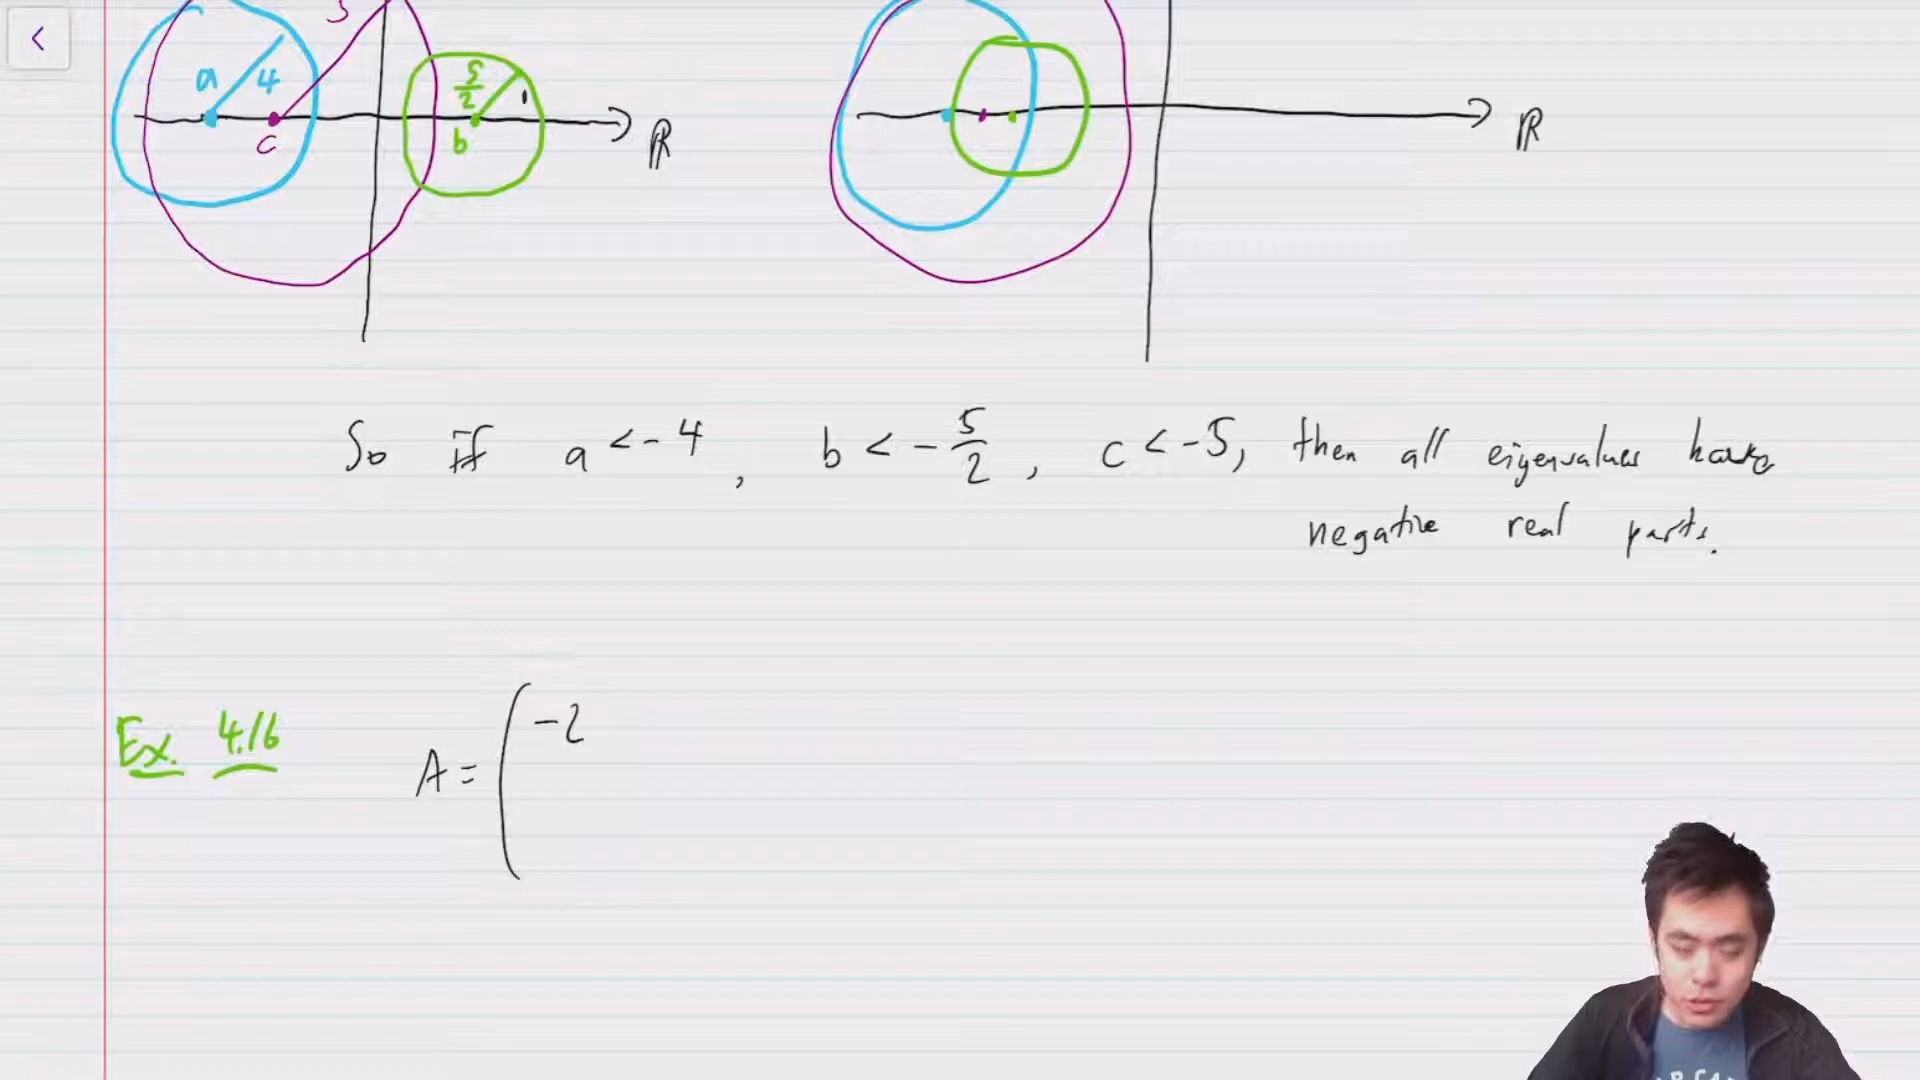 5
a 4 5/2
c b ℝ ℝ
So if a < -4, b < -5/2, c < -5, then all eigenvalues have
negative real parts.
Ex. 4.16 A = ( -2